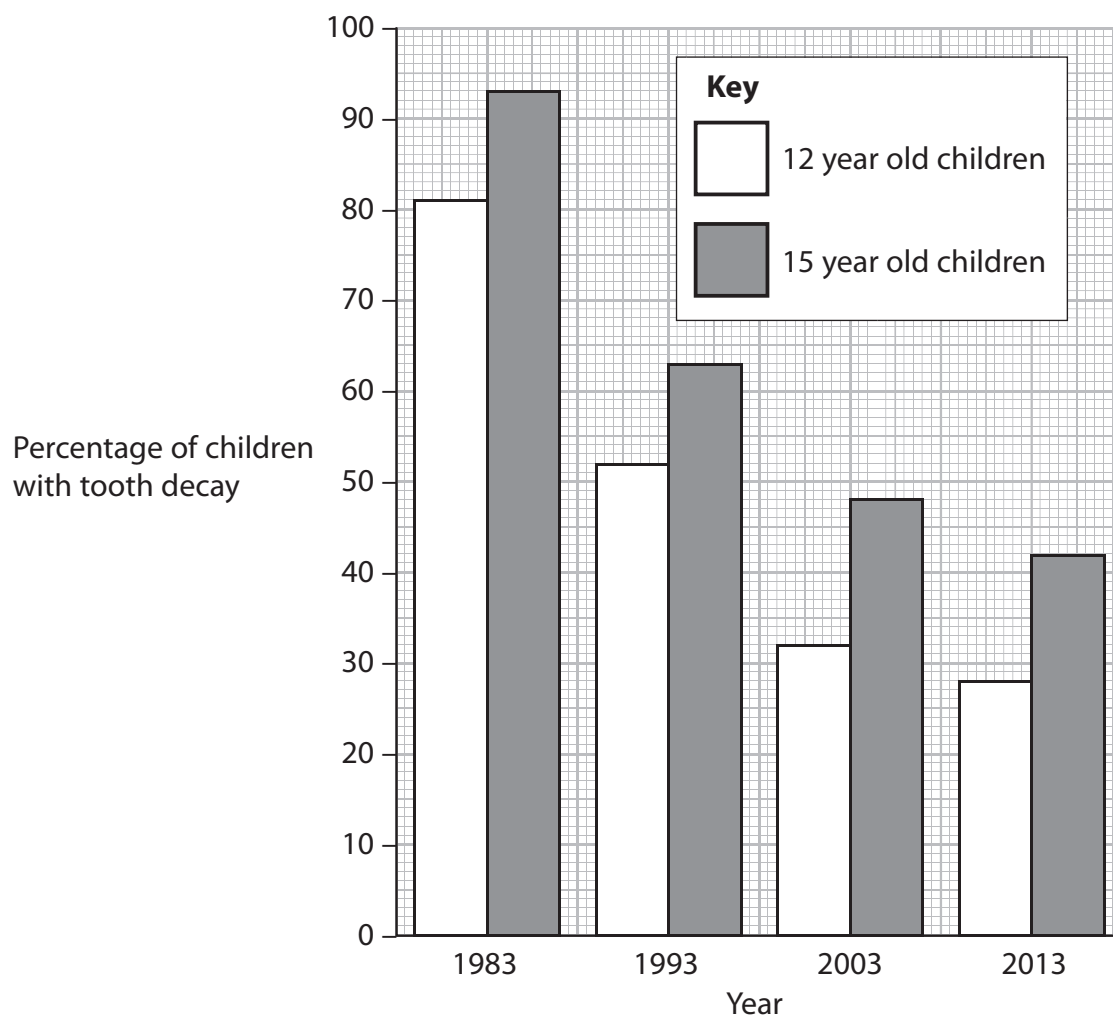 100
90
80
70
60
50
40
30
20
10
0
Percentage of children
with tooth decay
Key
12 year old children
15 year old children
1983 1993 2003 2013
Year